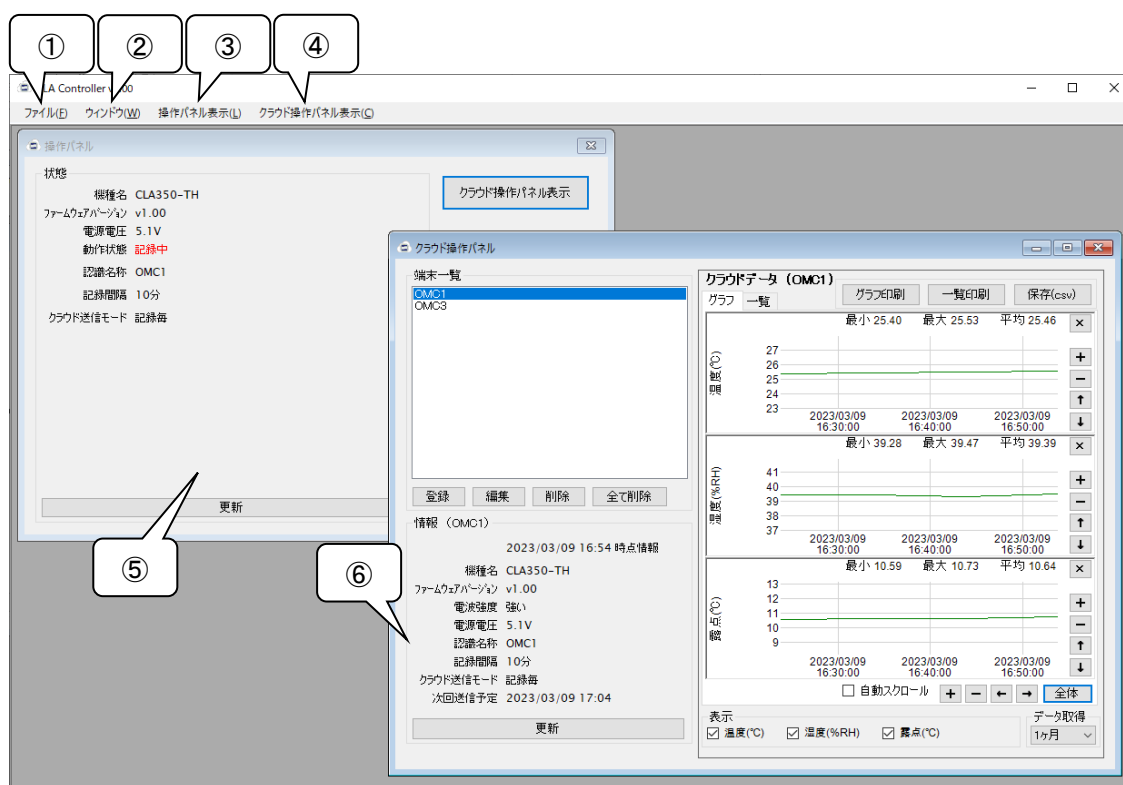 ①
②
③
④
LA Controller v1.00
ファイル(F) ウィンドウ(W) 操作パネル表示(L) クラウド操作パネル表示(C)
操作パネル
状態
機種名 CLA350-TH
ファームウェアバージョン v1.00
電源電圧 5.1V
動作状態 記録中
認識名称 OMC1
記録間隔 10分
クラウド送信モード 記録毎
クラウド操作パネル表示
更新
⑤
クラウド操作パネル
端末一覧
OMC1
OMC3
登録 編集 削除 全て削除
情報 (OMC1)
2023/03/09 16:54 時点情報
機種名 CLA350-TH
ファームウェアバージョン v1.00
電波強度 強い
電源電圧 5.1V
認識名称 OMC1
記録間隔 10分
クラウド送信モード 記録毎
次回送信予定 2023/03/09 17:04
更新
⑥
クラウドデータ (OMC1)
グラフ 一覧
グラフ印刷 一覧印刷 保存(csv)
最小 25.40 最大 25.53 平均 25.46
温度(℃)
27
26
25
24
23
2023/03/09 2023/03/09 2023/03/09
16:30:00 16:40:00 16:50:00
最小 39.28 最大 39.47 平均 39.39
湿度(%RH)
41
40
39
38
37
2023/03/09 2023/03/09 2023/03/09
16:30:00 16:40:00 16:50:00
最小 10.59 最大 10.73 平均 10.64
露点(℃)
13
12
11
10
9
2023/03/09 2023/03/09 2023/03/09
16:30:00 16:40:00 16:50:00
自動スクロール + − ← → 全体
表示
温度(℃) 湿度(%RH) 露点(℃)
データ取得
1ヶ月